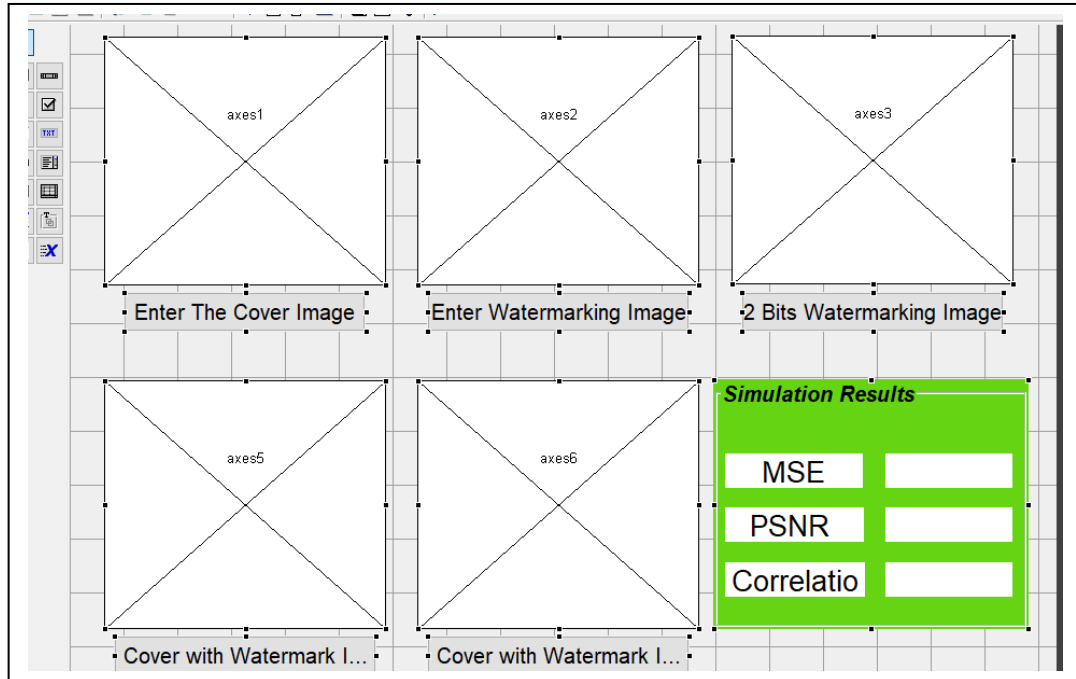 axes1
axes2
axes3
TXT
T
X
Enter The Cover Image
Enter Watermarking Image
2 Bits Watermarking Image
axes5
axes6
Simulation Results
MSE
PSNR
Correlatio
Cover with Watermark I...
Cover with Watermark I...